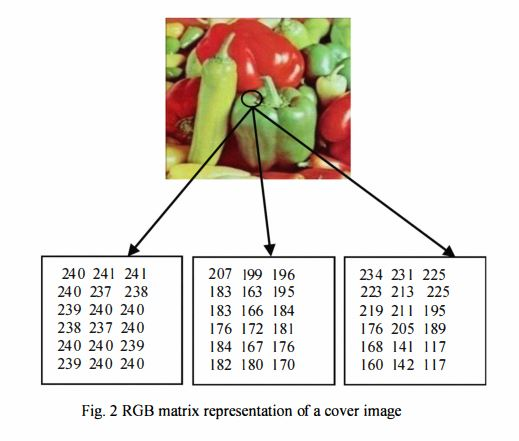 240 241 241
240 237 238
239 240 240
238 237 240
240 240 239
239 240 240
207 199 196
183 163 195
183 166 184
176 172 181
184 167 176
182 180 170
234 231 225
223 213 225
219 211 195
176 205 189
168 141 117
160 142 117
Fig. 2 RGB matrix representation of a cover image